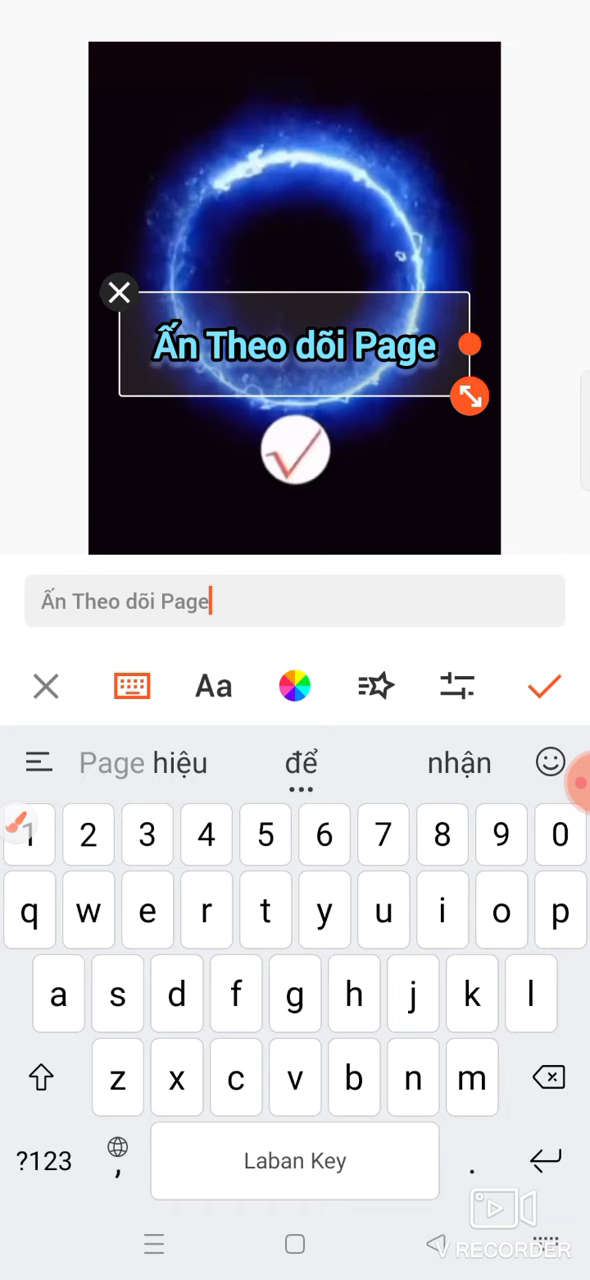 Ấn Theo dõi Page
Ấn Theo dõi Page
Aa
Page hiệu để nhận
1 2 3 4 5 6 7 8 9 0
q w e r t y u i o p
a s d f g h j k l
z x c v b n m
?123 , Laban Key .
V RECORDER